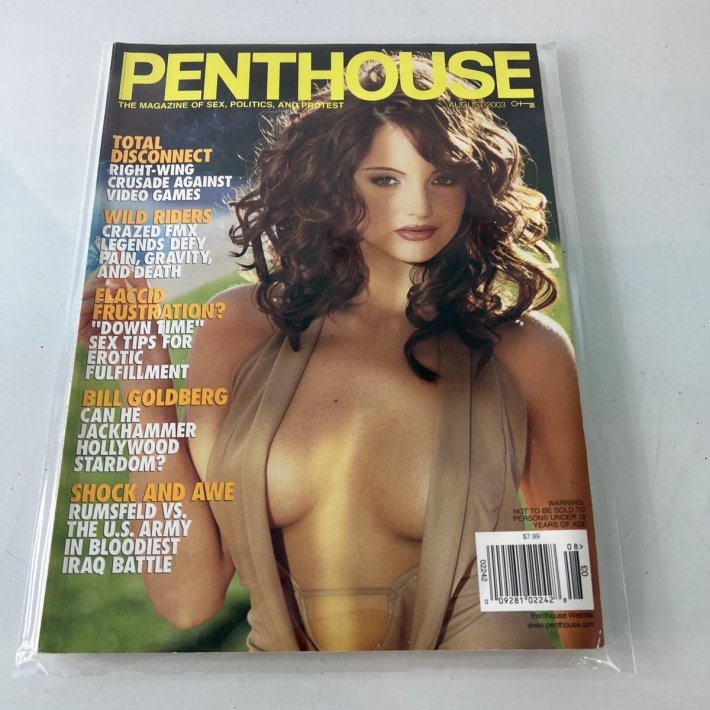 PENTHOUSE
THE MAGAZINE OF SEX, POLITICS, AND PROTEST
AUGUST 2003
TOTAL
DISCONNECT
RIGHT-WING
CRUSADE AGAINST
VIDEO GAMES
WILD RIDERS
CRAZED FMX
LEGENDS DEFY
PAIN, GRAVITY,
AND DEATH
FLACCID
FRUSTRATION?
"DOWN TIME"
SEX TIPS FOR
EROTIC
FULFILLMENT
BILL GOLDBERG
CAN HE
JACKHAMMER
HOLLYWOOD
STARDOM?
SHOCK AND AWE
RUMSFELD VS.
THE U.S. ARMY
IN BLOODIEST
IRAQ BATTLE
WARNING:
NOT TO BE SOLD TO
PERSONS UNDER 18
YEARS OF AGE
$7.99
08>
02242
03
0 09281 02242 8
Penthouse Website
www.penthouse.com